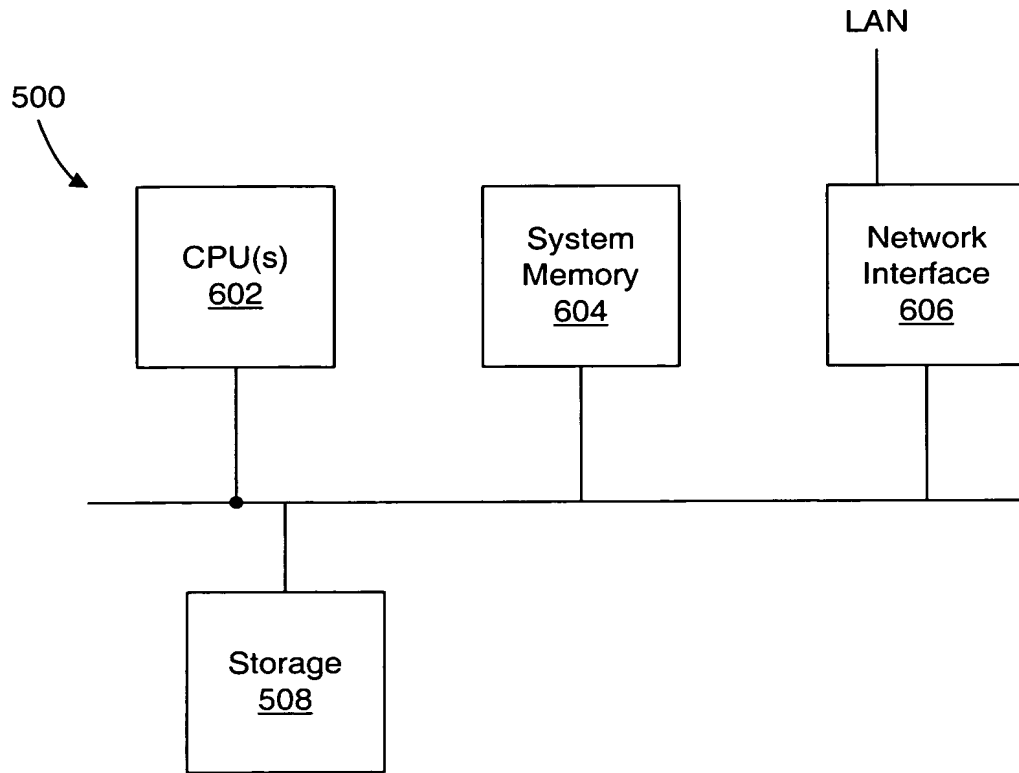 LAN
500
CPU(s)
602
System
Memory
604
Network
Interface
606
Storage
508